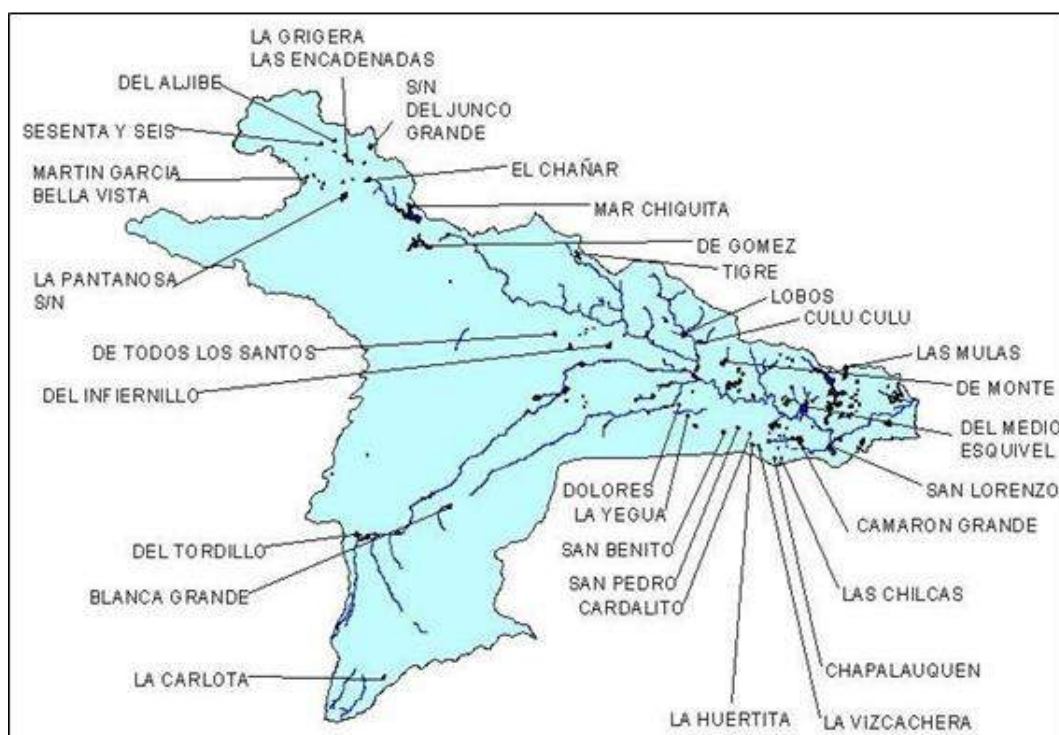 LA GRIGERA
LAS ENCADENADAS
DEL ALJIBE
S/N
DEL JUNCO
GRANDE
SESENTA Y SEIS
MARTIN GARCIA
BELLA VISTA
EL CHAÑAR
MAR CHIQUITA
DE GOMEZ
TIGRE
LA PANTANOSA
S/N
LOBOS
CULU CULU
DE TODOS LOS SANTOS
LAS MULAS
DEL INFIERNILLO
DE MONTE
DEL MEDIO
ESQUIVEL
DOLORES
LA YEGUA
SAN LORENZO
CAMARON GRANDE
DEL TORDILLO
SAN BENITO
SAN PEDRO
CARDALITO
BLANCA GRANDE
LAS CHILCAS
LA CARLOTA
CHAPALAUQUEN
LA HUERTITA
LA VIZCACHERA